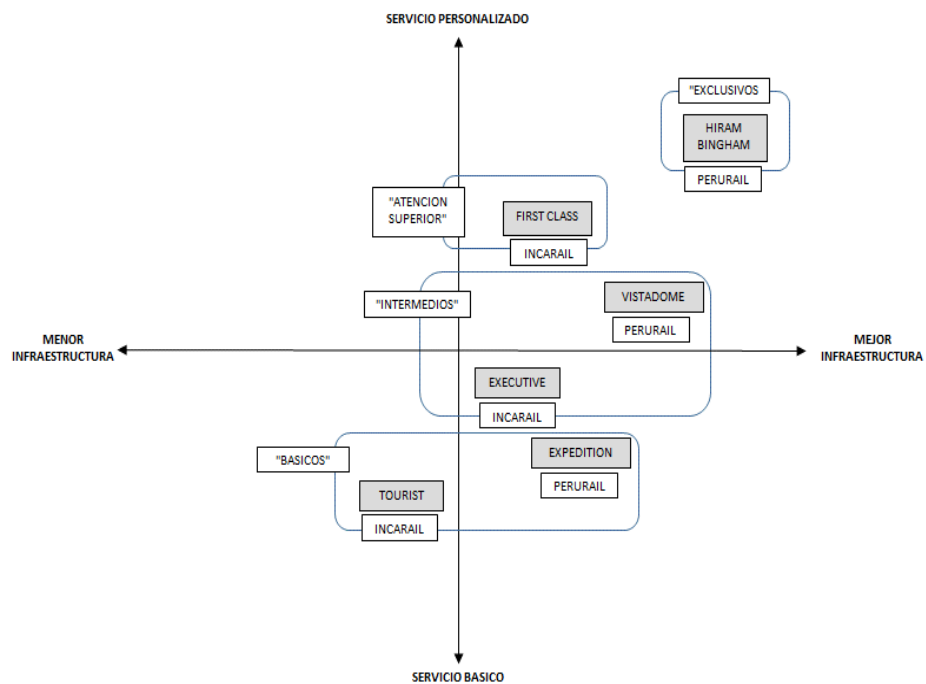 SERVICIO PERSONALIZADO
"EXCLUSIVOS
HIRAM
BINGHAM
PERURAIL
"ATENCION
SUPERIOR"
FIRST CLASS
INCARAIL
"INTERMEDIOS"
VISTADOME
PERURAIL
MENOR
INFRAESTRUCTURA
MEJOR
INFRAESTRUCTURA
EXECUTIVE
INCARAIL
"BASICOS"
EXPEDITION
PERURAIL
TOURIST
INCARAIL
SERVICIO BASICO